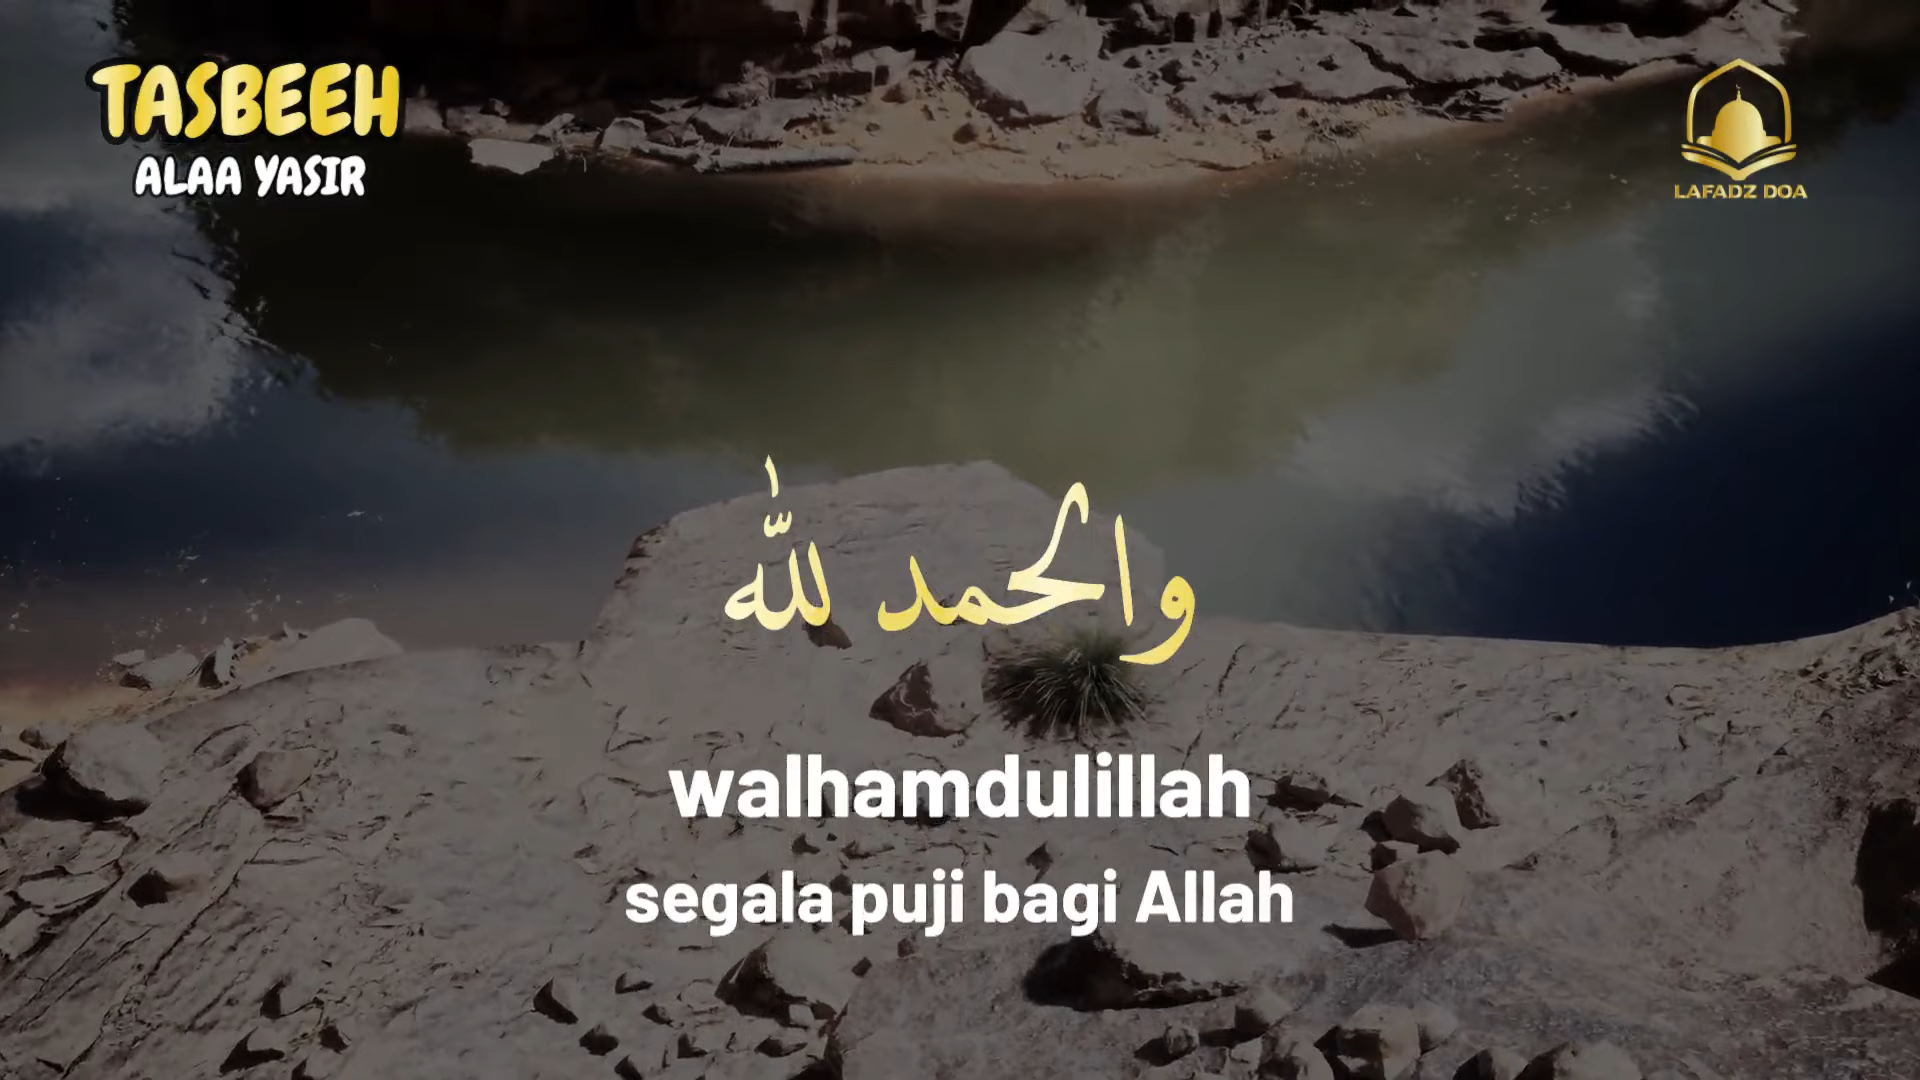 TASBEEH
ALAA YASIR
LAFADZ DOA
والحمد لله
walhamdulillah
segala puji bagi Allah